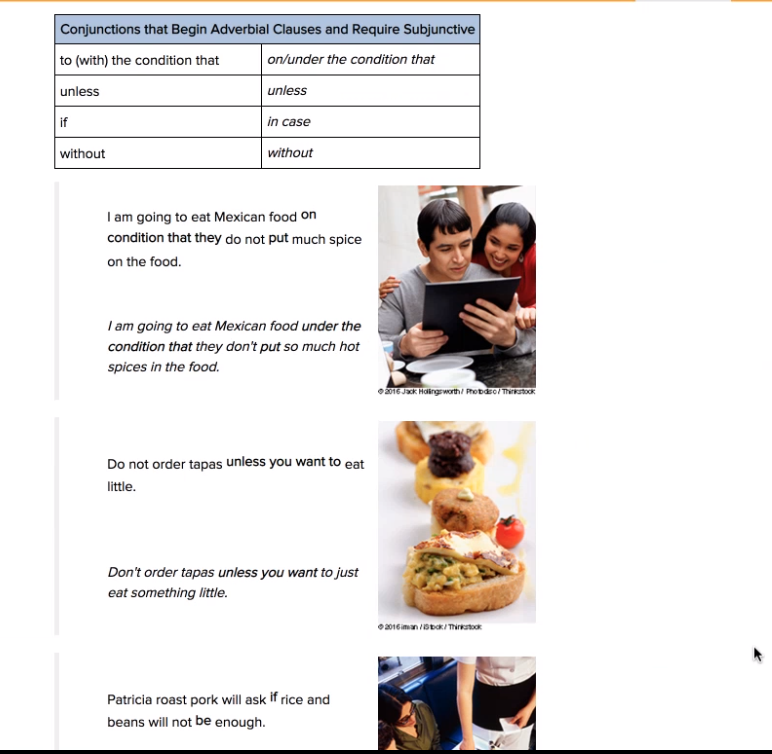 Conjunctions that Begin Adverbial Clauses and Require Subjunctive
to (with) the condition that on/under the condition that
unless unless
if in case
without without
I am going to eat Mexican food on
condition that they do not put much spice
on the food.
I am going to eat Mexican food under the
condition that they don't put so much hot
spices in the food.
© 2016 Jack Hollingsworth / Photodisc / Thinkstock
Do not order tapas unless you want to eat
little.
Don't order tapas unless you want to just
eat something little.
© 2016 iman / iStock / Thinkstock
Patricia roast pork will ask if rice and
beans will not be enough.